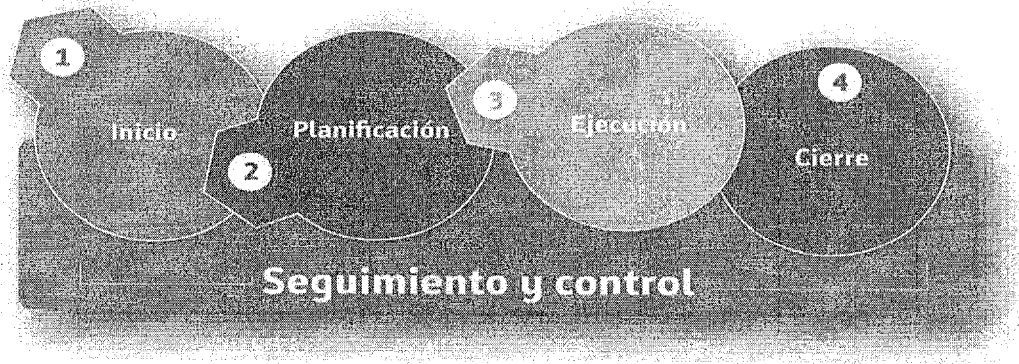 1
Inicio
2
Planificación
3
Ejecución
4
Cierre
Seguimiento y control